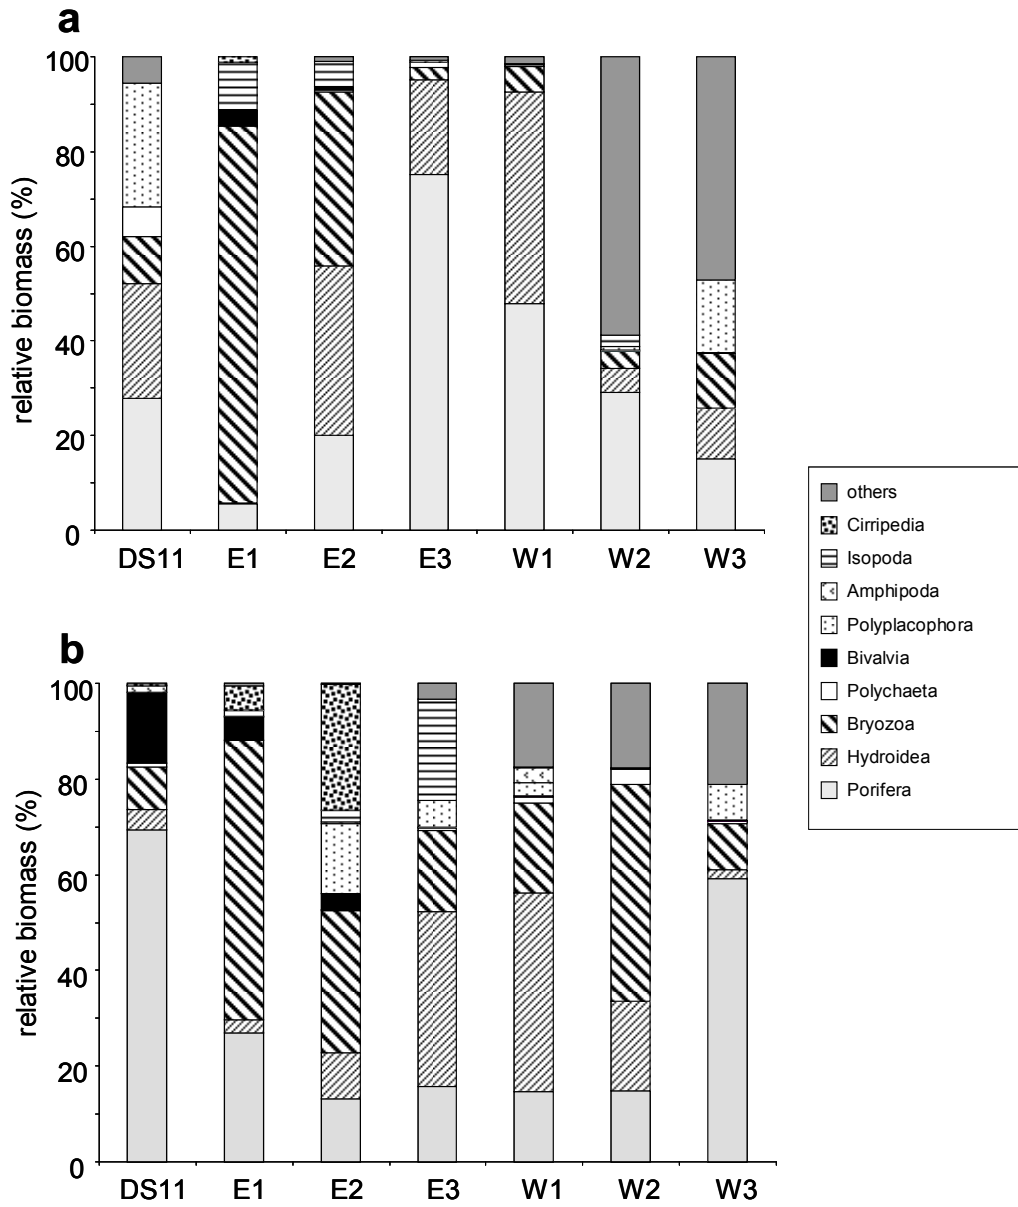 a
relative biomass (%)
100
80
60
40
20
0
DS11 E1 E2 E3 W1 W2 W3
others
Cirripedia
Isopoda
Amphipoda
Polyplacophora
Bivalvia
Polychaeta
Bryozoa
Hydroidea
Porifera
b
relative biomass (%)
100
80
60
40
20
0
DS11 E1 E2 E3 W1 W2 W3